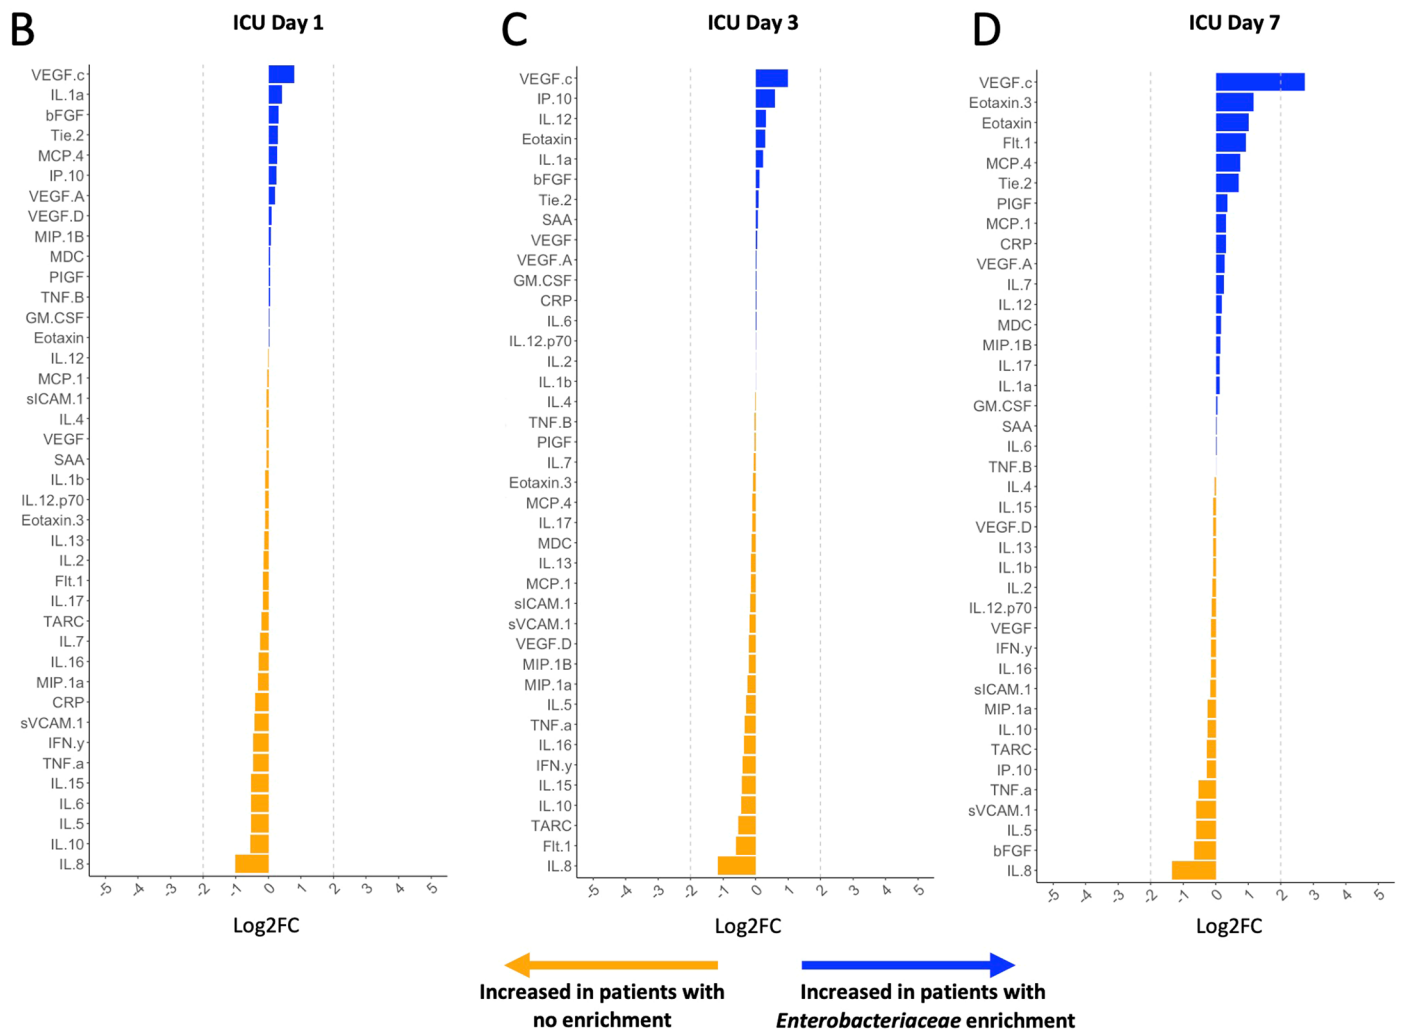 B
ICU Day 1
VEGF.c
IL.1a
bFGF
Tie.2
MCP.4
IP.10
VEGF.A
VEGF.D
MIP.1B
MDC
PIGF
TNF.B
GM.CSF
Eotaxin
IL.12
MCP.1
sICAM.1
IL.4
VEGF
SAA
IL.1b
IL.12.p70
Eotaxin.3
IL.13
IL.2
Flt.1
IL.17
TARC
IL.7
IL.16
MIP.1a
CRP
sVCAM.1
IFN.y
TNF.a
IL.15
IL.6
IL.5
IL.10
IL.8
-5 -4 -3 -2 -1 0 1 2 3 4 5
Log2FC
C
ICU Day 3
VEGF.c
IP.10
IL.12
Eotaxin
IL.1a
bFGF
Tie.2
SAA
VEGF
VEGF.A
GM.CSF
CRP
IL.6
IL.12.p70
IL.2
IL.1b
IL.4
TNF.B
PIGF
IL.7
Eotaxin.3
MCP.4
IL.17
MDC
IL.13
MCP.1
sICAM.1
sVCAM.1
VEGF.D
MIP.1B
MIP.1a
IL.5
TNF.a
IL.16
IFN.y
IL.15
IL.10
TARC
Flt.1
IL.8
-5 -4 -3 -2 -1 0 1 2 3 4 5
Log2FC
D
ICU Day 7
VEGF.c
Eotaxin.3
Eotaxin
Flt.1
MCP.4
Tie.2
PIGF
MCP.1
CRP
VEGF.A
IL.7
IL.12
MDC
MIP.1B
IL.17
IL.1a
GM.CSF
SAA
IL.6
TNF.B
IL.4
IL.15
VEGF.D
IL.13
IL.1b
IL.2
IL.12.p70
VEGF
IFN.y
IL.16
sICAM.1
MIP.1a
IL.10
TARC
IP.10
TNF.a
sVCAM.1
IL.5
bFGF
IL.8
-5 -4 -3 -2 -1 0 1 2 3 4 5
Log2FC
Increased in patients with
no enrichment
Increased in patients with
Enterobacteriaceae enrichment